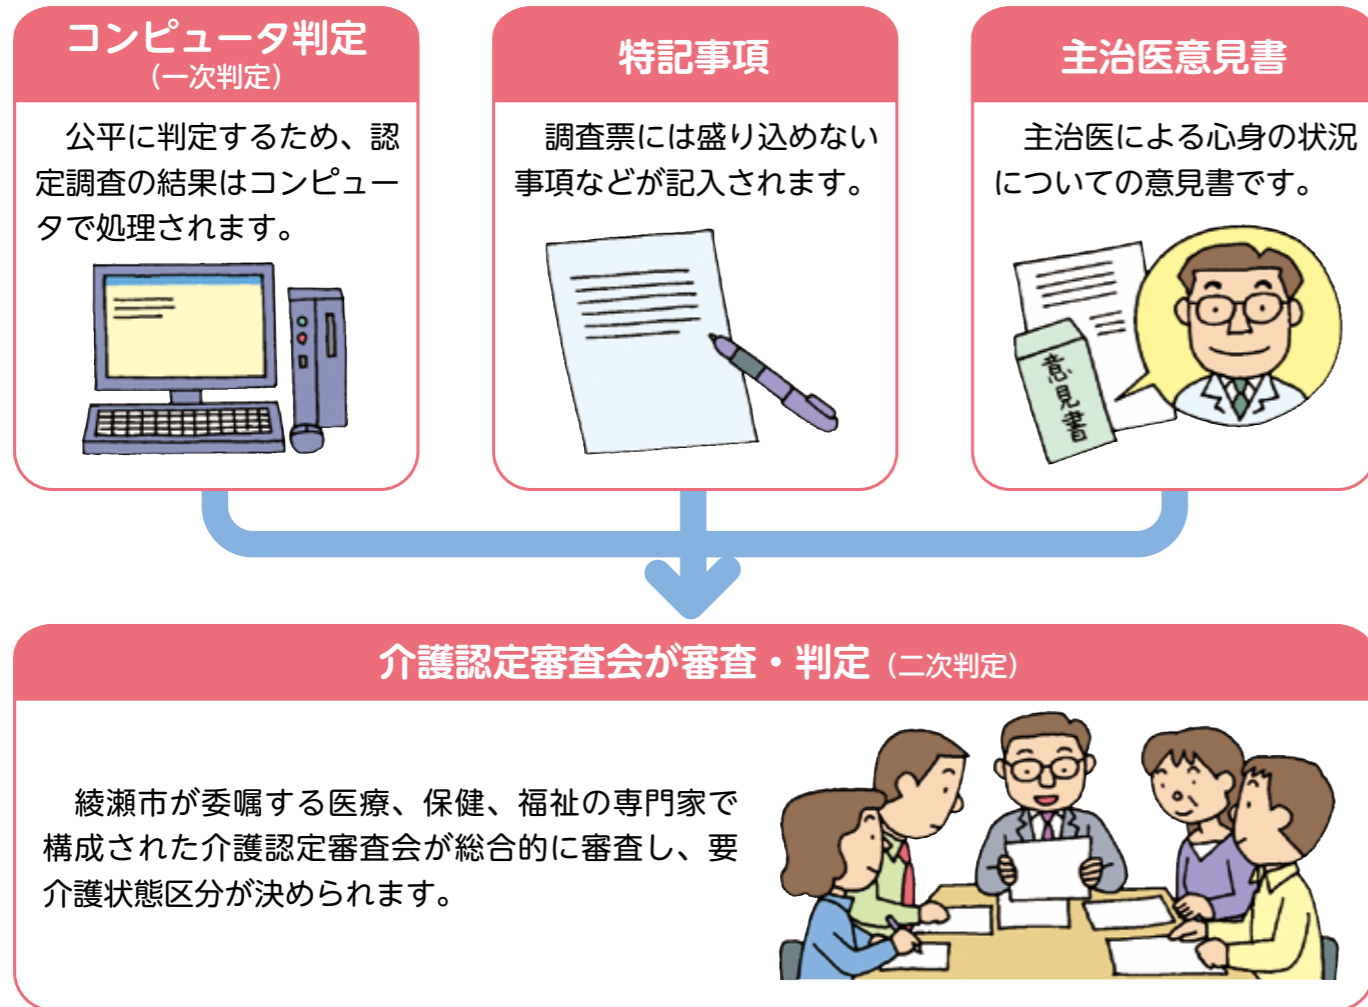 コンピュータ判定
(一次判定)
公平に判定するため、認
定調査の結果はコンピュー
タで処理されます。
特記事項
調査票には盛り込めない
事項などが記入されます。
主治医意見書
主治医による心身の状況
についての意見書です。
意見書
介護認定審査会が審査・判定(二次判定)
綾瀬市が委嘱する医療、保健、福祉の専門家で
構成された介護認定審査会が総合的に審査し、要
介護状態区分が決められます。